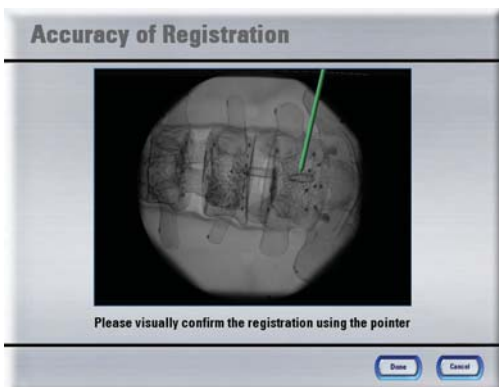 Accuracy of Registration
Please visually confirm the registration using the pointer
Done
Cancel